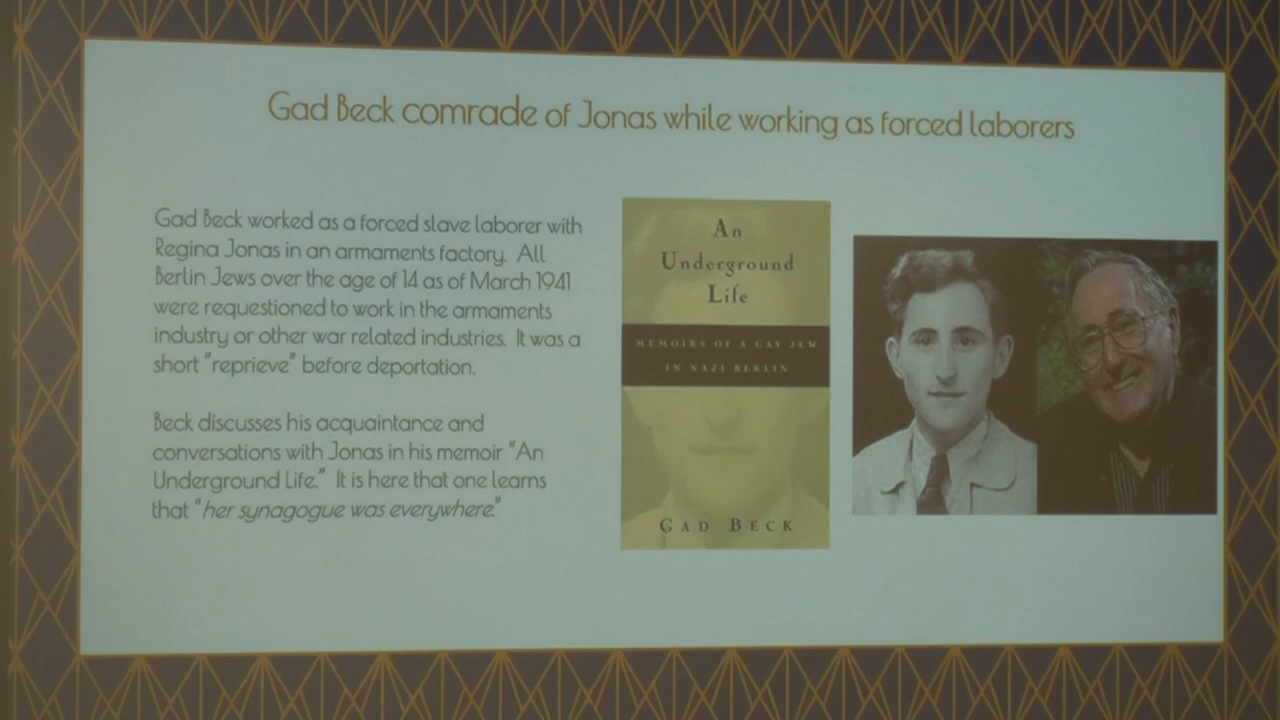 Gad Beck comrade of Jonas while working as forced laborers
Gad Beck worked as a forced slave laborer with
Regina Jonas in an armaments factory. All
Berlin Jews over the age of 14 as of March 1941
were requestioned to work in the armaments
industry or other war related industries. It was a
short "reprieve" before deportation.
Beck discusses his acquaintance and
conversations with Jonas in his memoir "An
Underground Life." It is here that one learns
that "her synagogue was everywhere."
An
Underground
Life
MEMOIRS OF A GAY JEW
IN NAZI BERLIN
GAD BECK